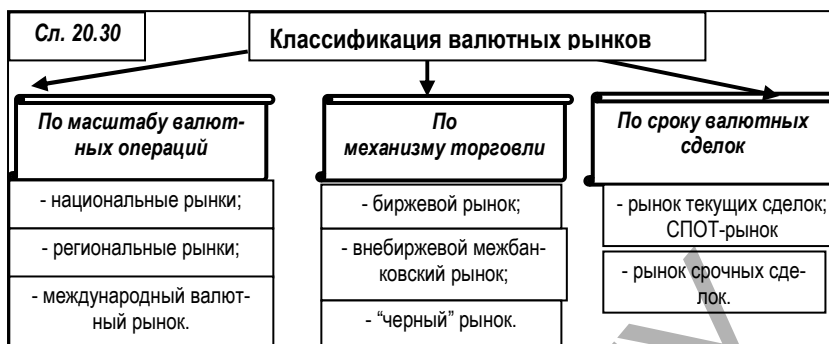 Сл. 20.30
Классификация валютных рынков
По масштабу валют-
ных операций
- национальные рынки;
- региональные рынки;
- международный валют-
ный рынок.
По
механизму торговли
- биржевой рынок;
- внебиржевой межбан-
ковский рынок;
- “черный” рынок.
По сроку валютных
сделок
- рынок текущих сделок;
СПОТ-рынок
- рынок срочных сде-
лок.